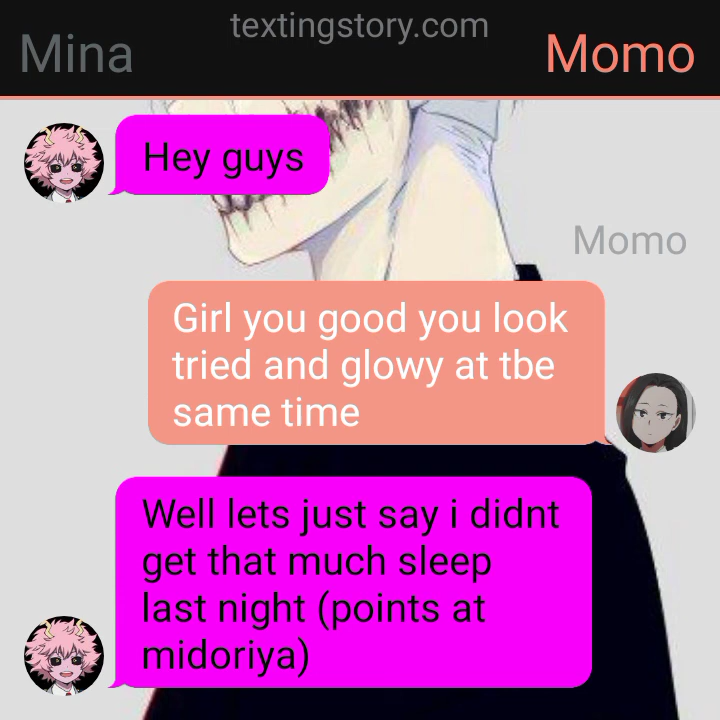 textingstory.com
Mina
Momo
Hey guys
Momo
Girl you good you look
tried and glowy at tbe
same time
Well lets just say i didnt
get that much sleep
last night (points at
midoriya)